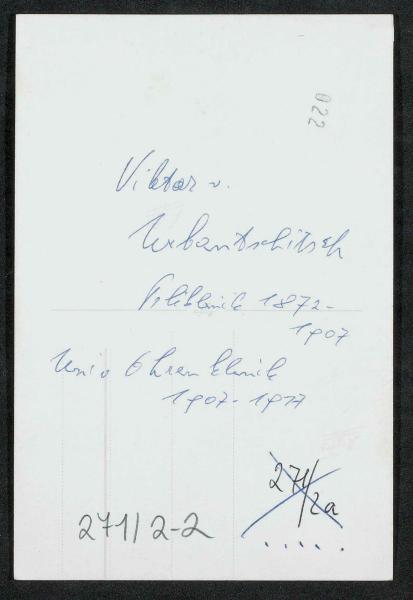 022
Viktor v.
Urbantschitsch
Poliklinik 1872-
1907
Univ Ohrenklinik
1907-1917
271/2a
271/2-2